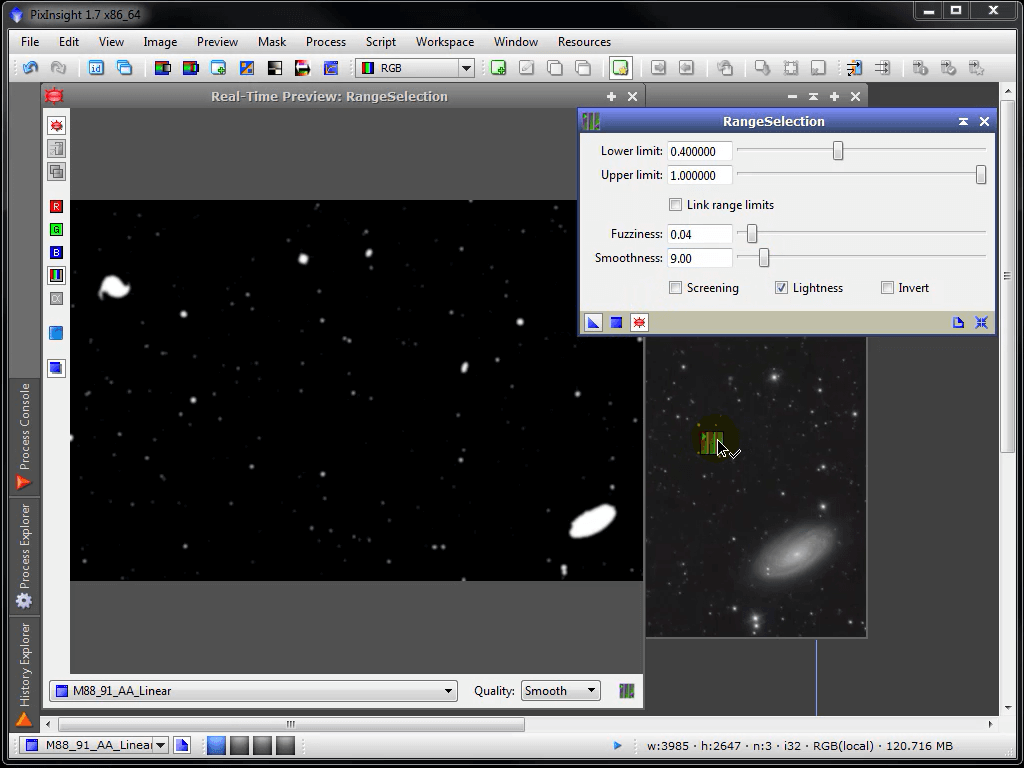 PixInsight 1.7 x86_64
File Edit View Image Preview Mask Process Script Workspace Window Resources
id RGB
Real-Time Preview: RangeSelection
RangeSelection
Lower limit: 0.400000
Upper limit: 1.000000
Link range limits
Fuzziness: 0.04
Smoothness: 9.00
Screening Lightness Invert
R
G
B
Process Console
Process Explorer
History Explorer
M88_91_AA_Linear Quality: Smooth
M88_91_AA_Linear w:3985 · h:2647 · n:3 · i32 · RGB(local) · 120.716 MB